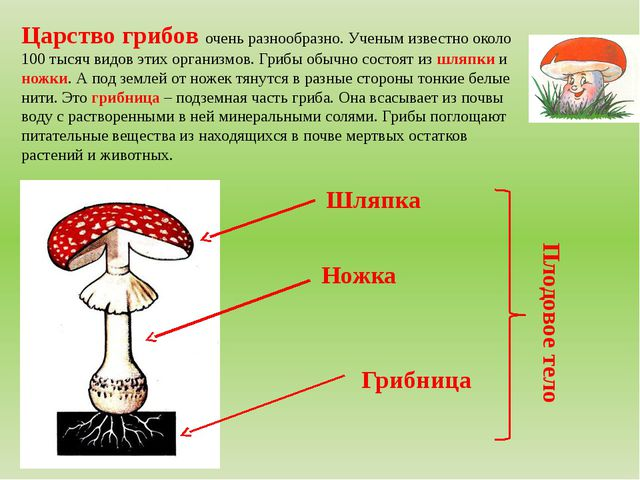 Царство грибов очень разнообразно. Ученым известно около
100 тысяч видов этих организмов. Грибы обычно состоят из шляпки и
ножки. А под землей от ножек тянутся в разные стороны тонкие белые
нити. Это грибница – подземная часть гриба. Она всасывает из почвы
воду с растворенными в ней минеральными солями. Грибы поглощают
питательные вещества из находящихся в почве мертвых остатков
растений и животных.
Шляпка
Ножка
Грибница
Плодовое тело